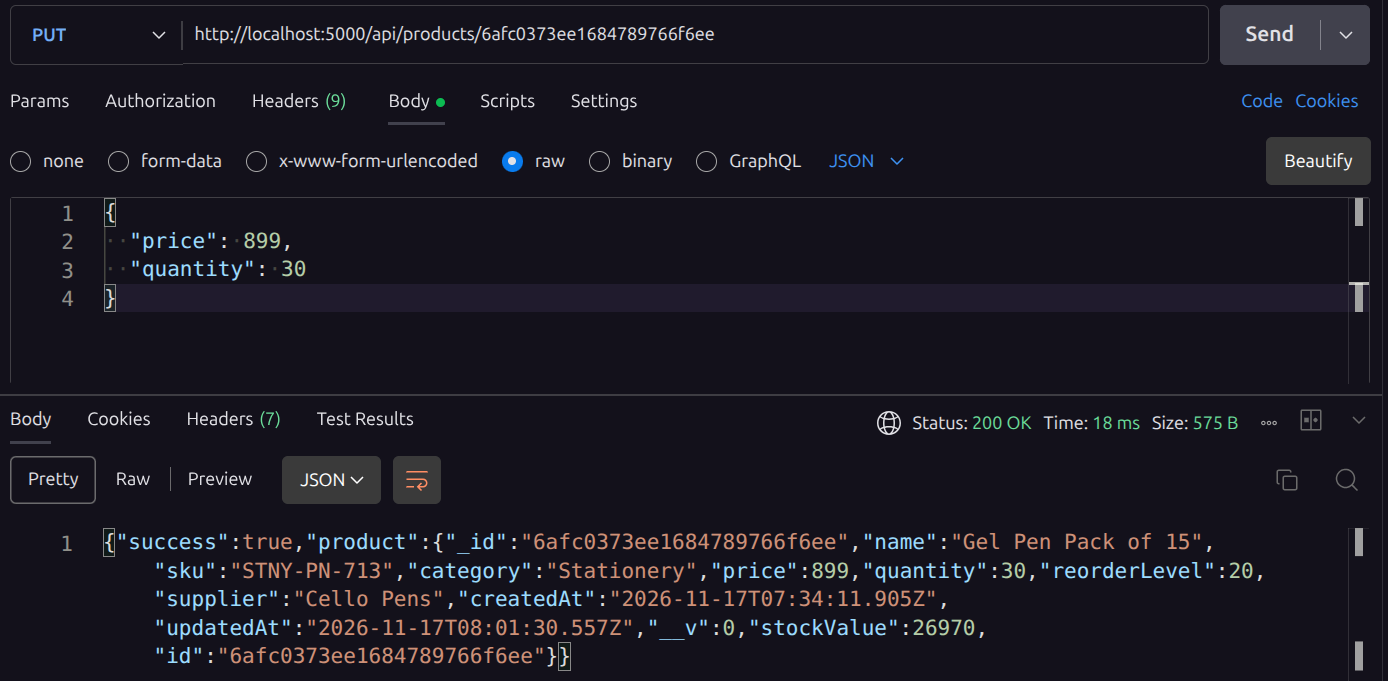 PUT http://localhost:5000/api/products/6afc0373ee1684789766f6ee Send
Params Authorization Headers (9) Body Scripts Settings Code Cookies
none form-data x-www-form-urlencoded raw binary GraphQL JSON Beautify
1 {
2 "price": 899,
3 "quantity": 30
4 }
Body Cookies Headers (7) Test Results Status: 200 OK Time: 18 ms Size: 575 B
Pretty Raw Preview JSON
1 {"success":true,"product":{"_id":"6afc0373ee1684789766f6ee","name":"Gel Pen Pack of 15",
"sku":"STNY-PN-713","category":"Stationery","price":899,"quantity":30,"reorderLevel":20,
"supplier":"Cello Pens","createdAt":"2026-11-17T07:34:11.905Z",
"updatedAt":"2026-11-17T08:01:30.557Z","__v":0,"stockValue":26970,
"id":"6afc0373ee1684789766f6ee"}}